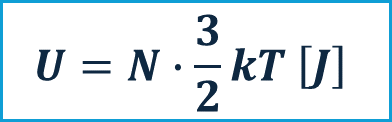 U = N · 3/2 kT [J]